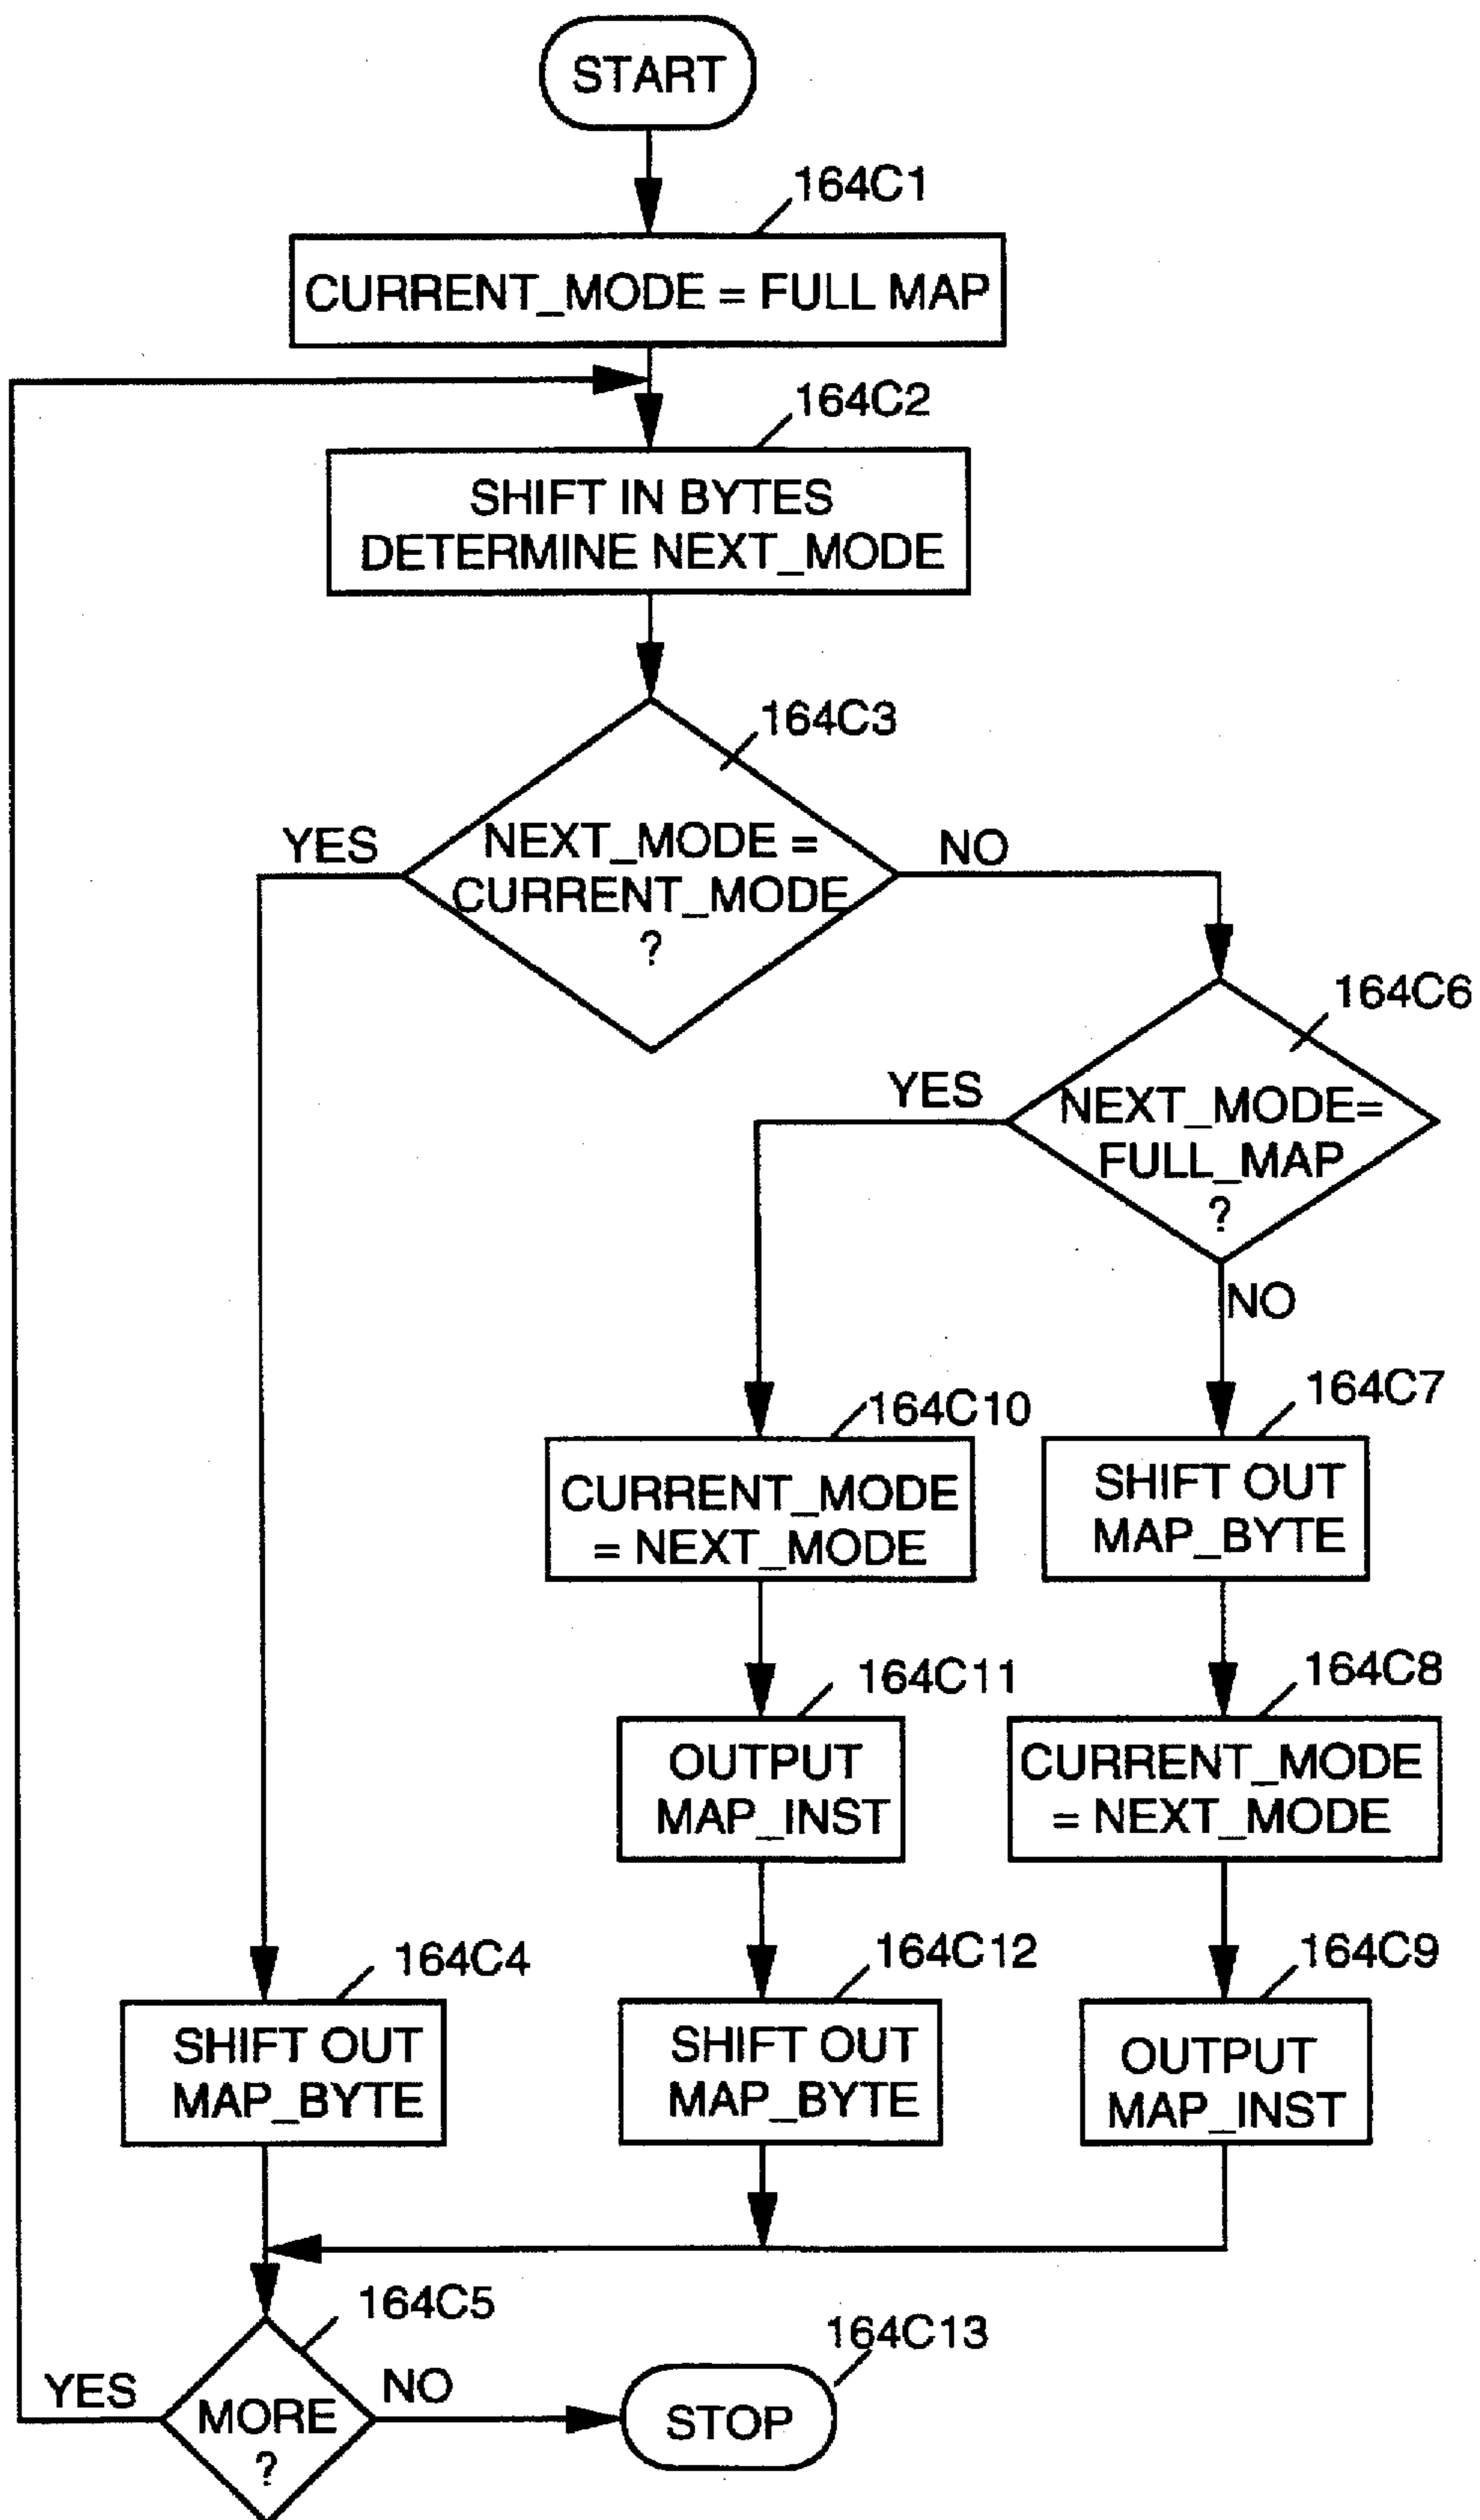 START
164C1
CURRENT_MODE = FULL MAP
164C2
SHIFT IN BYTES
DETERMINE NEXT_MODE
164C3
YES
NEXT_MODE =
CURRENT_MODE
?
NO
164C6
YES
NEXT_MODE=
FULL_MAP
?
NO
164C10
164C7
CURRENT_MODE
= NEXT_MODE
SHIFT OUT
MAP_BYTE
164C11
164C8
OUTPUT
MAP_INST
CURRENT_MODE
= NEXT_MODE
164C4
164C12
164C9
SHIFT OUT
MAP_BYTE
SHIFT OUT
MAP_BYTE
OUTPUT
MAP_INST
164C5
164C13
YES
MORE
?
NO
STOP